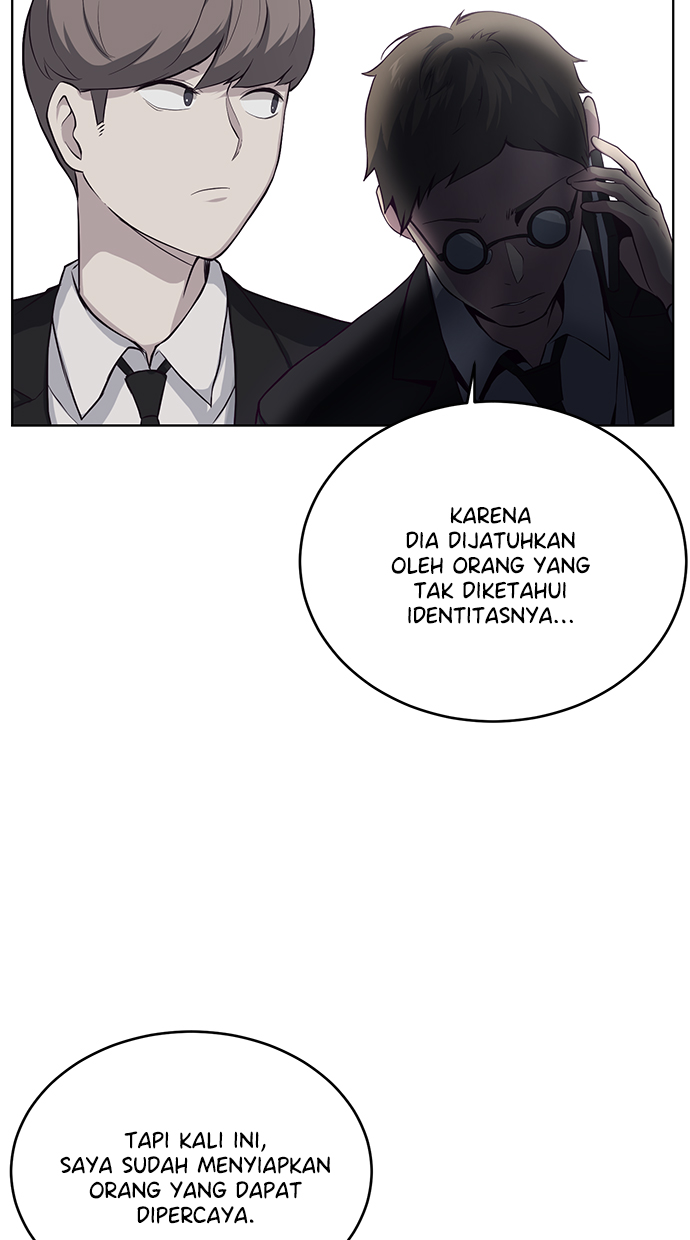 KARENA
DIA DIJATUHKAN
OLEH ORANG YANG
TAK DIKETAHUI
IDENTITASNYA...
TAPI KALI INI,
SAYA SUDAH MENYIAPKAN
ORANG YANG DAPAT
DIPERCAYA.